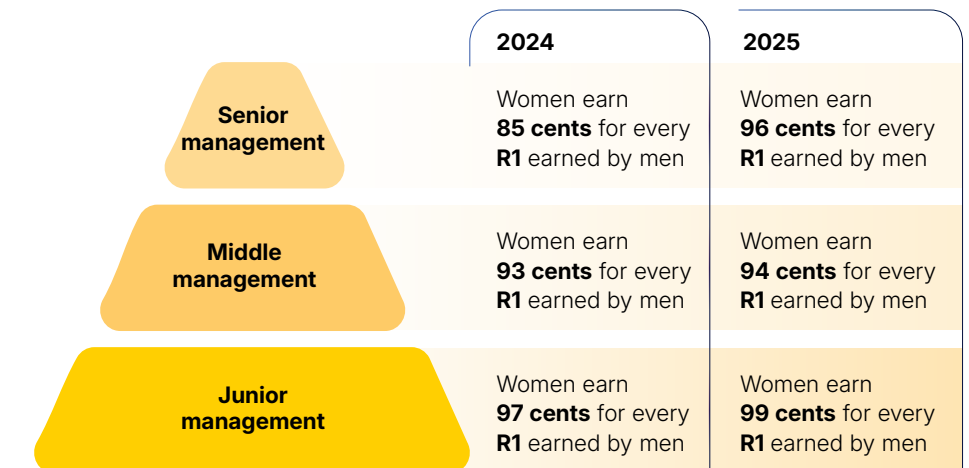 2024
2025
Senior
management
Women earn
85 cents for every
R1 earned by men
Women earn
96 cents for every
R1 earned by men
Middle
management
Women earn
93 cents for every
R1 earned by men
Women earn
94 cents for every
R1 earned by men
Junior
management
Women earn
97 cents for every
R1 earned by men
Women earn
99 cents for every
R1 earned by men